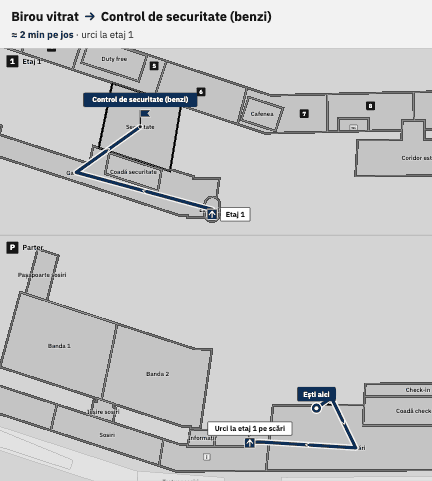 Birou vitrat → Control de securitate (benzi)
≈ 2 min pe jos · urci la etaj 1
1 Etaj 1
Duty free
5
6
Control de securitate (benzi)
Cafenea
7
8
Coadă securitate
Coridor est
Etaj 1
P Parter
Pașapoarte sosiri
Banda 1
Banda 2
Ieșire sosiri
Sosiri
Informații
Urci la etaj 1 pe scări
Ești aici
Check-in
Coadă check